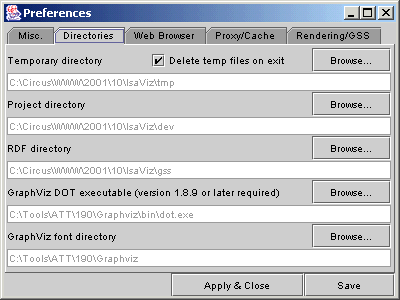 Preferences
Misc. Directories Web Browser Proxy/Cache Rendering/GSS
Temporary directory Delete temp files on exit Browse...
C:\Circus\WWW\2001\10\IsaViz\tmp
Project directory Browse...
C:\Circus\WWW\2001\10\IsaViz\dev
RDF directory Browse...
C:\Circus\WWW\2001\10\IsaViz\gss
GraphViz DOT executable (version 1.8.9 or later required) Browse...
C:\Tools\ATT\190\Graphviz\bin\dot.exe
GraphViz font directory Browse...
C:\Tools\ATT\190\Graphviz
Apply & Close Save